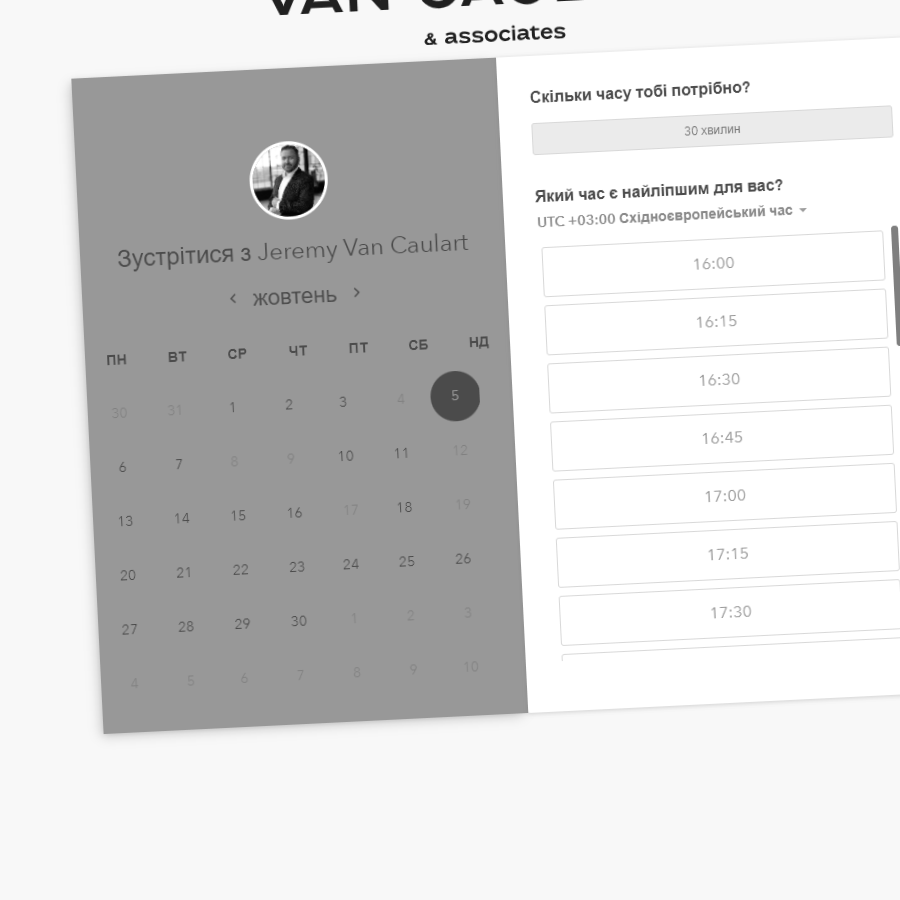 & associates
Зустрітися з Jeremy Van Caulart
жовтень
ПН ВТ СР ЧТ ПТ СБ НД
30 31 1 2 3 4 5
6 7 8 9 10 11 12
13 14 15 16 17 18 19
20 21 22 23 24 25 26
27 28 29 30 1 2 3
4 5 6 7 8 9 10
Скільки часу тобі потрібно?
30 хвилин
Який час є найліпшим для вас?
UTC +03:00 Східноєвропейський час
16:00
16:15
16:30
16:45
17:00
17:15
17:30